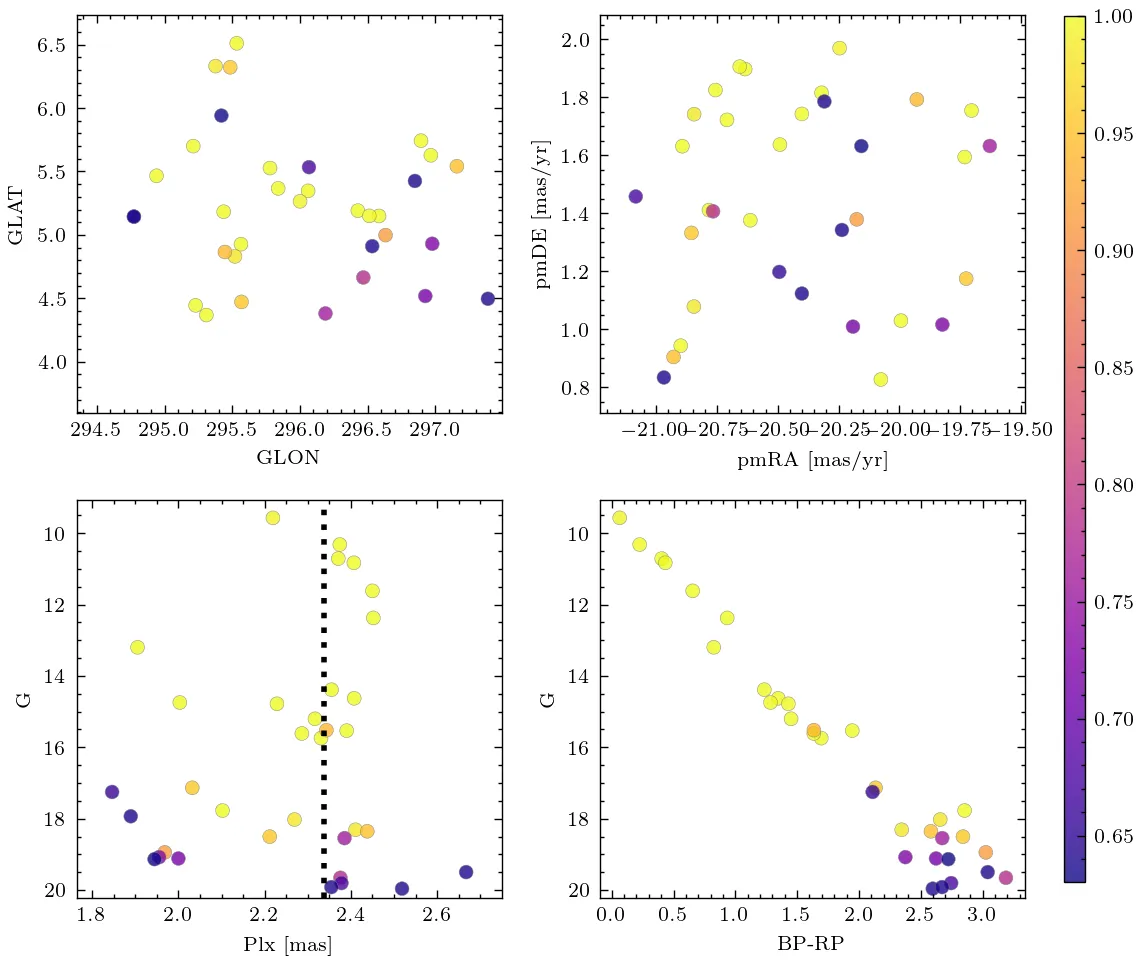 6.5
6.0
5.5
5.0
4.5
4.0
GLAT
294.5 295.0 295.5 296.0 296.5 297.0
GLON
2.0
1.8
1.6
1.4
1.2
1.0
0.8
pmDE [mas/yr]
−21.00 −20.75 −20.50 −20.25 −20.00 −19.75 −19.50
pmRA [mas/yr]
10
12
14
16
18
20
G
1.8 2.0 2.2 2.4 2.6
Plx [mas]
10
12
14
16
18
20
G
0.0 0.5 1.0 1.5 2.0 2.5 3.0
BP-RP
1.00
0.95
0.90
0.85
0.80
0.75
0.70
0.65